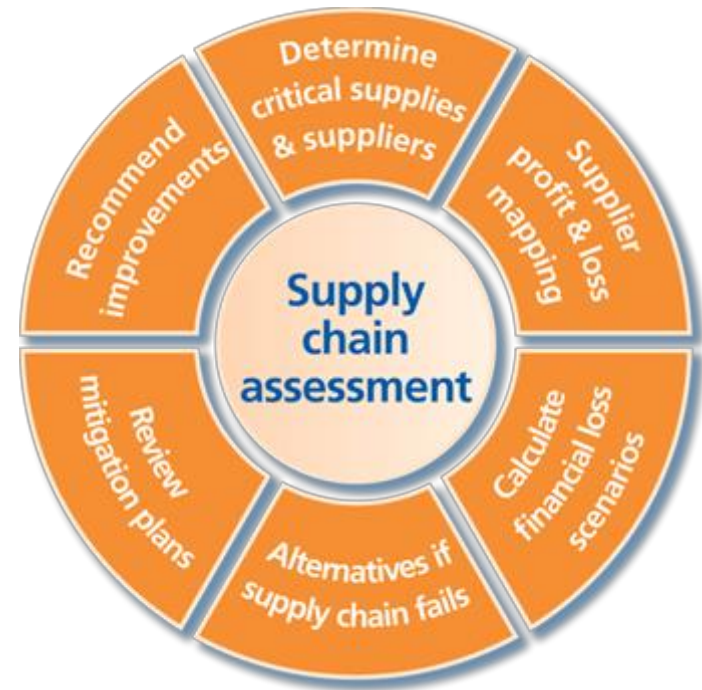 Determine
critical supplies
& suppliers
Supplier
profit & loss
mapping
Calculate
financial loss
scenarios
Alternatives if
supply chain fails
Review
mitigation plans
Recommend
improvements
Supply
chain
assessment